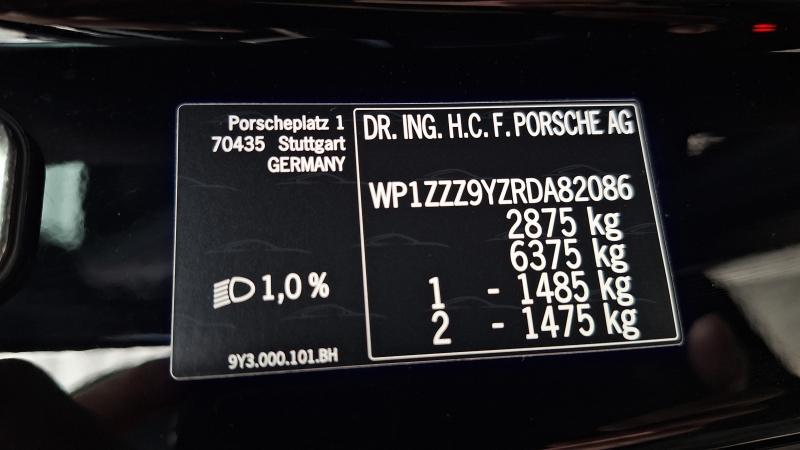 Porscheplatz 1
70435 Stuttgart
GERMANY
1,0 %
9Y3.000.101.BH
DR. ING. H.C. F. PORSCHE AG
WP1ZZZ9YZRDA82086
2875 kg
6375 kg
1 - 1485 kg
2 - 1475 kg